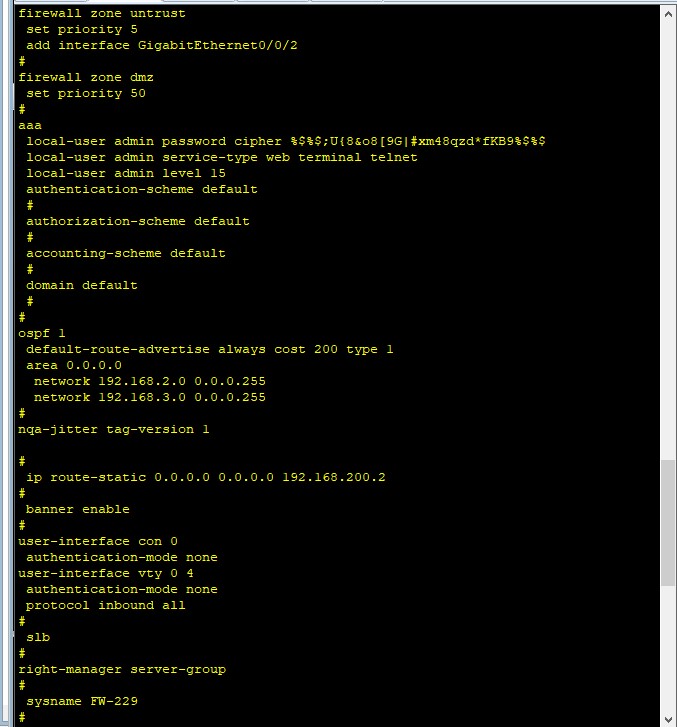 firewall zone untrust
set priority 5
add interface GigabitEthernet0/0/2
#
firewall zone dmz
set priority 50
#
aaa
local-user admin password cipher %$%$;U{8&o8[9G|#xm48qzd*fKB9%$%$
local-user admin service-type web terminal telnet
local-user admin level 15
authentication-scheme default
#
authorization-scheme default
#
accounting-scheme default
#
domain default
#
#
ospf 1
default-route-advertise always cost 200 type 1
area 0.0.0.0
network 192.168.2.0 0.0.0.255
network 192.168.3.0 0.0.0.255
#
nqa-jitter tag-version 1
#
ip route-static 0.0.0.0 0.0.0.0 192.168.200.2
#
banner enable
#
user-interface con 0
authentication-mode none
user-interface vty 0 4
authentication-mode none
protocol inbound all
#
slb
#
right-manager server-group
#
sysname FW-229
#